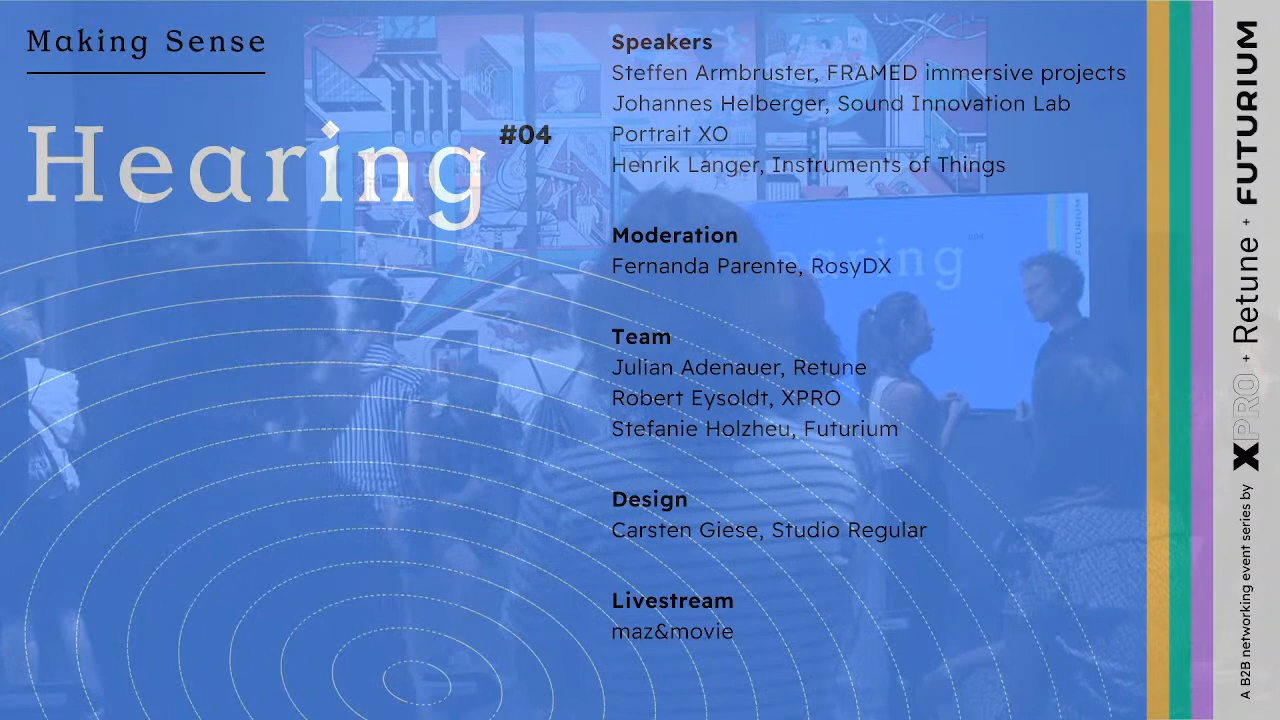 Making Sense
Hearing
#04
Speakers
Steffen Armbruster, FRAMED immersive projects
Johannes Helberger, Sound Innovation Lab
Portrait XO
Henrik Langer, Instruments of Things
Moderation
Fernanda Parente, RosyDX
Team
Julian Adenauer, Retune
Robert Eysoldt, XPRO
Stefanie Holzheu, Futurium
Design
Carsten Giese, Studio Regular
Livestream
maz&movie
A B2B networking event series by XPRO + Retune + FUTURIUM
earing
FUTURIUM